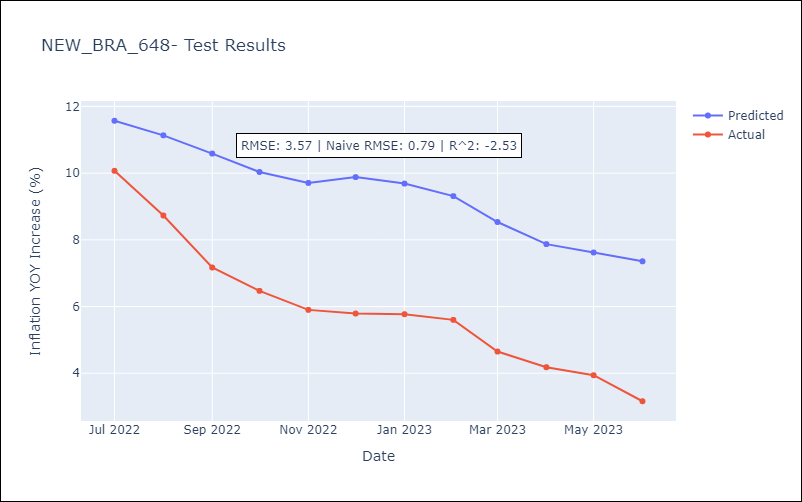 NEW_BRA_648- Test Results
Predicted
Actual
RMSE: 3.57 | Naive RMSE: 0.79 | R^2: -2.53
Inflation YOY Increase (%)
12
10
8
6
4
Jul 2022
Sep 2022
Nov 2022
Jan 2023
Mar 2023
May 2023
Date